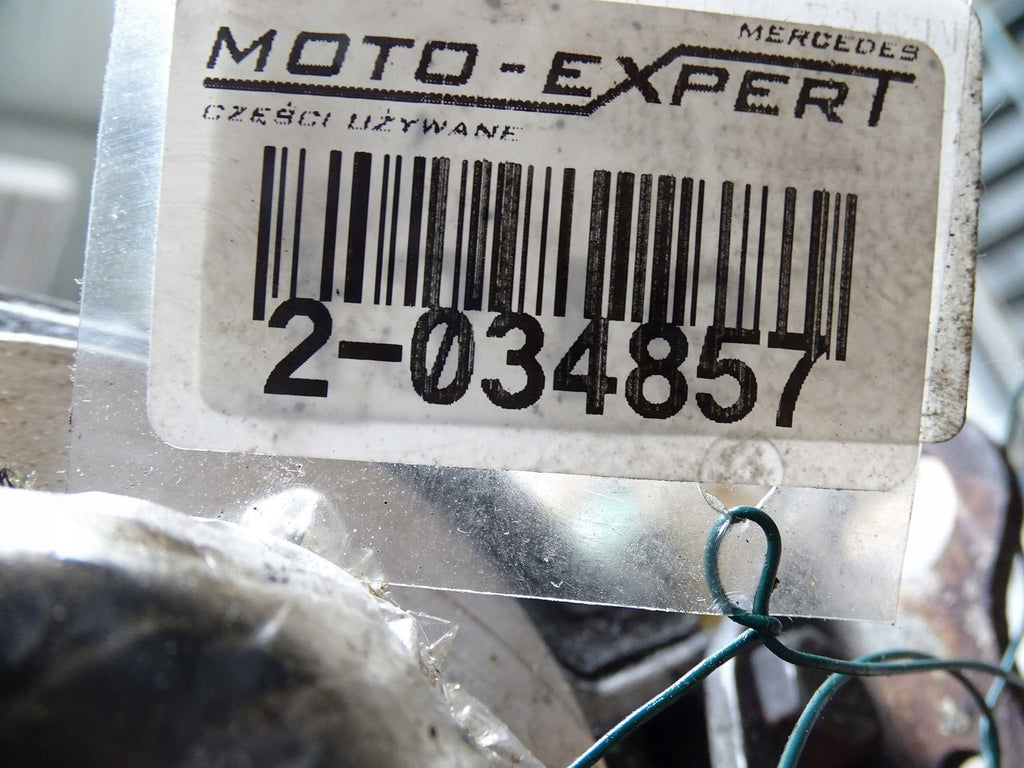 MERCEDES
MOTO-EXPERT
CZĘŚCI UŻYWANE
2-034857